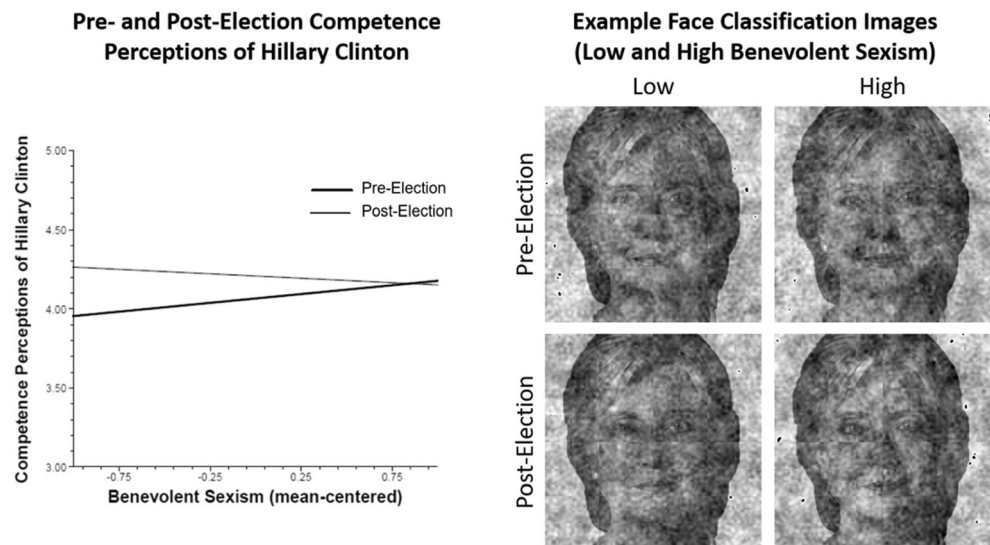 Pre- and Post-Election Competence
Perceptions of Hillary Clinton
Competence Perceptions of Hillary Clinton
5.00
4.50
4.00
3.50
3.00
Pre-Election
Post-Election
-0.75
-0.25
0.25
0.75
Benevolent Sexism (mean-centered)
Example Face Classification Images
(Low and High Benevolent Sexism)
Low
High
Pre-Election
Post-Election